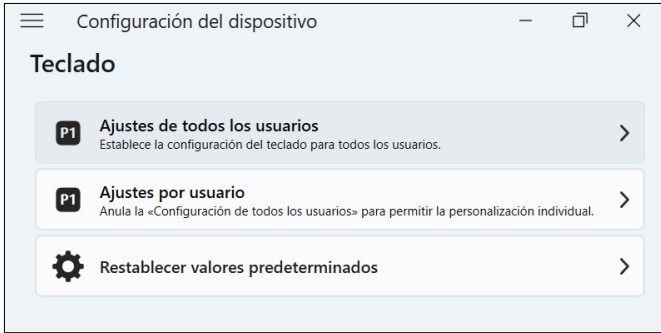 Configuración del dispositivo
Teclado
P1
Ajustes de todos los usuarios
Establece la configuración del teclado para todos los usuarios.
P1
Ajustes por usuario
Anula la «Configuración de todos los usuarios» para permitir la personalización individual.
Restablecer valores predeterminados